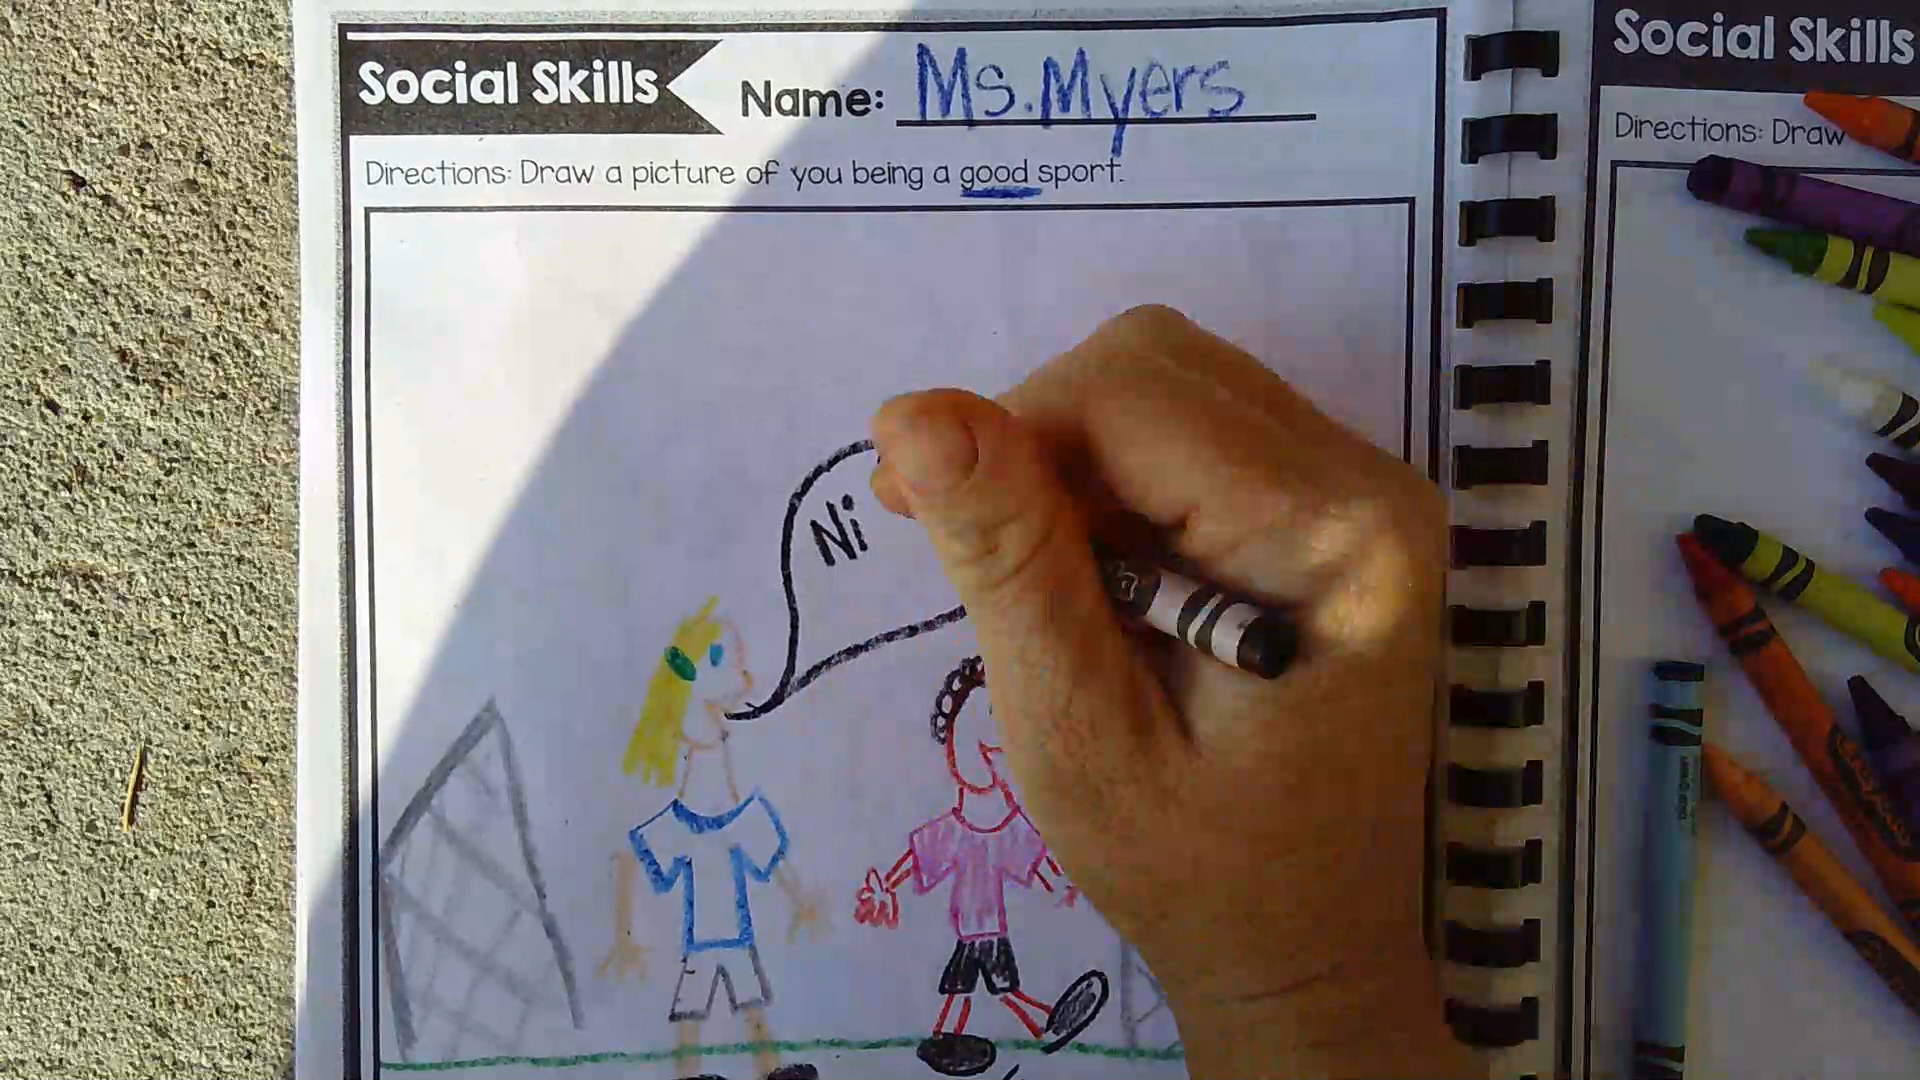 Social Skills
Name: Ms. Myers
Directions: Draw a picture of you being a good sport.
Ni
Social Skills
Directions: Draw